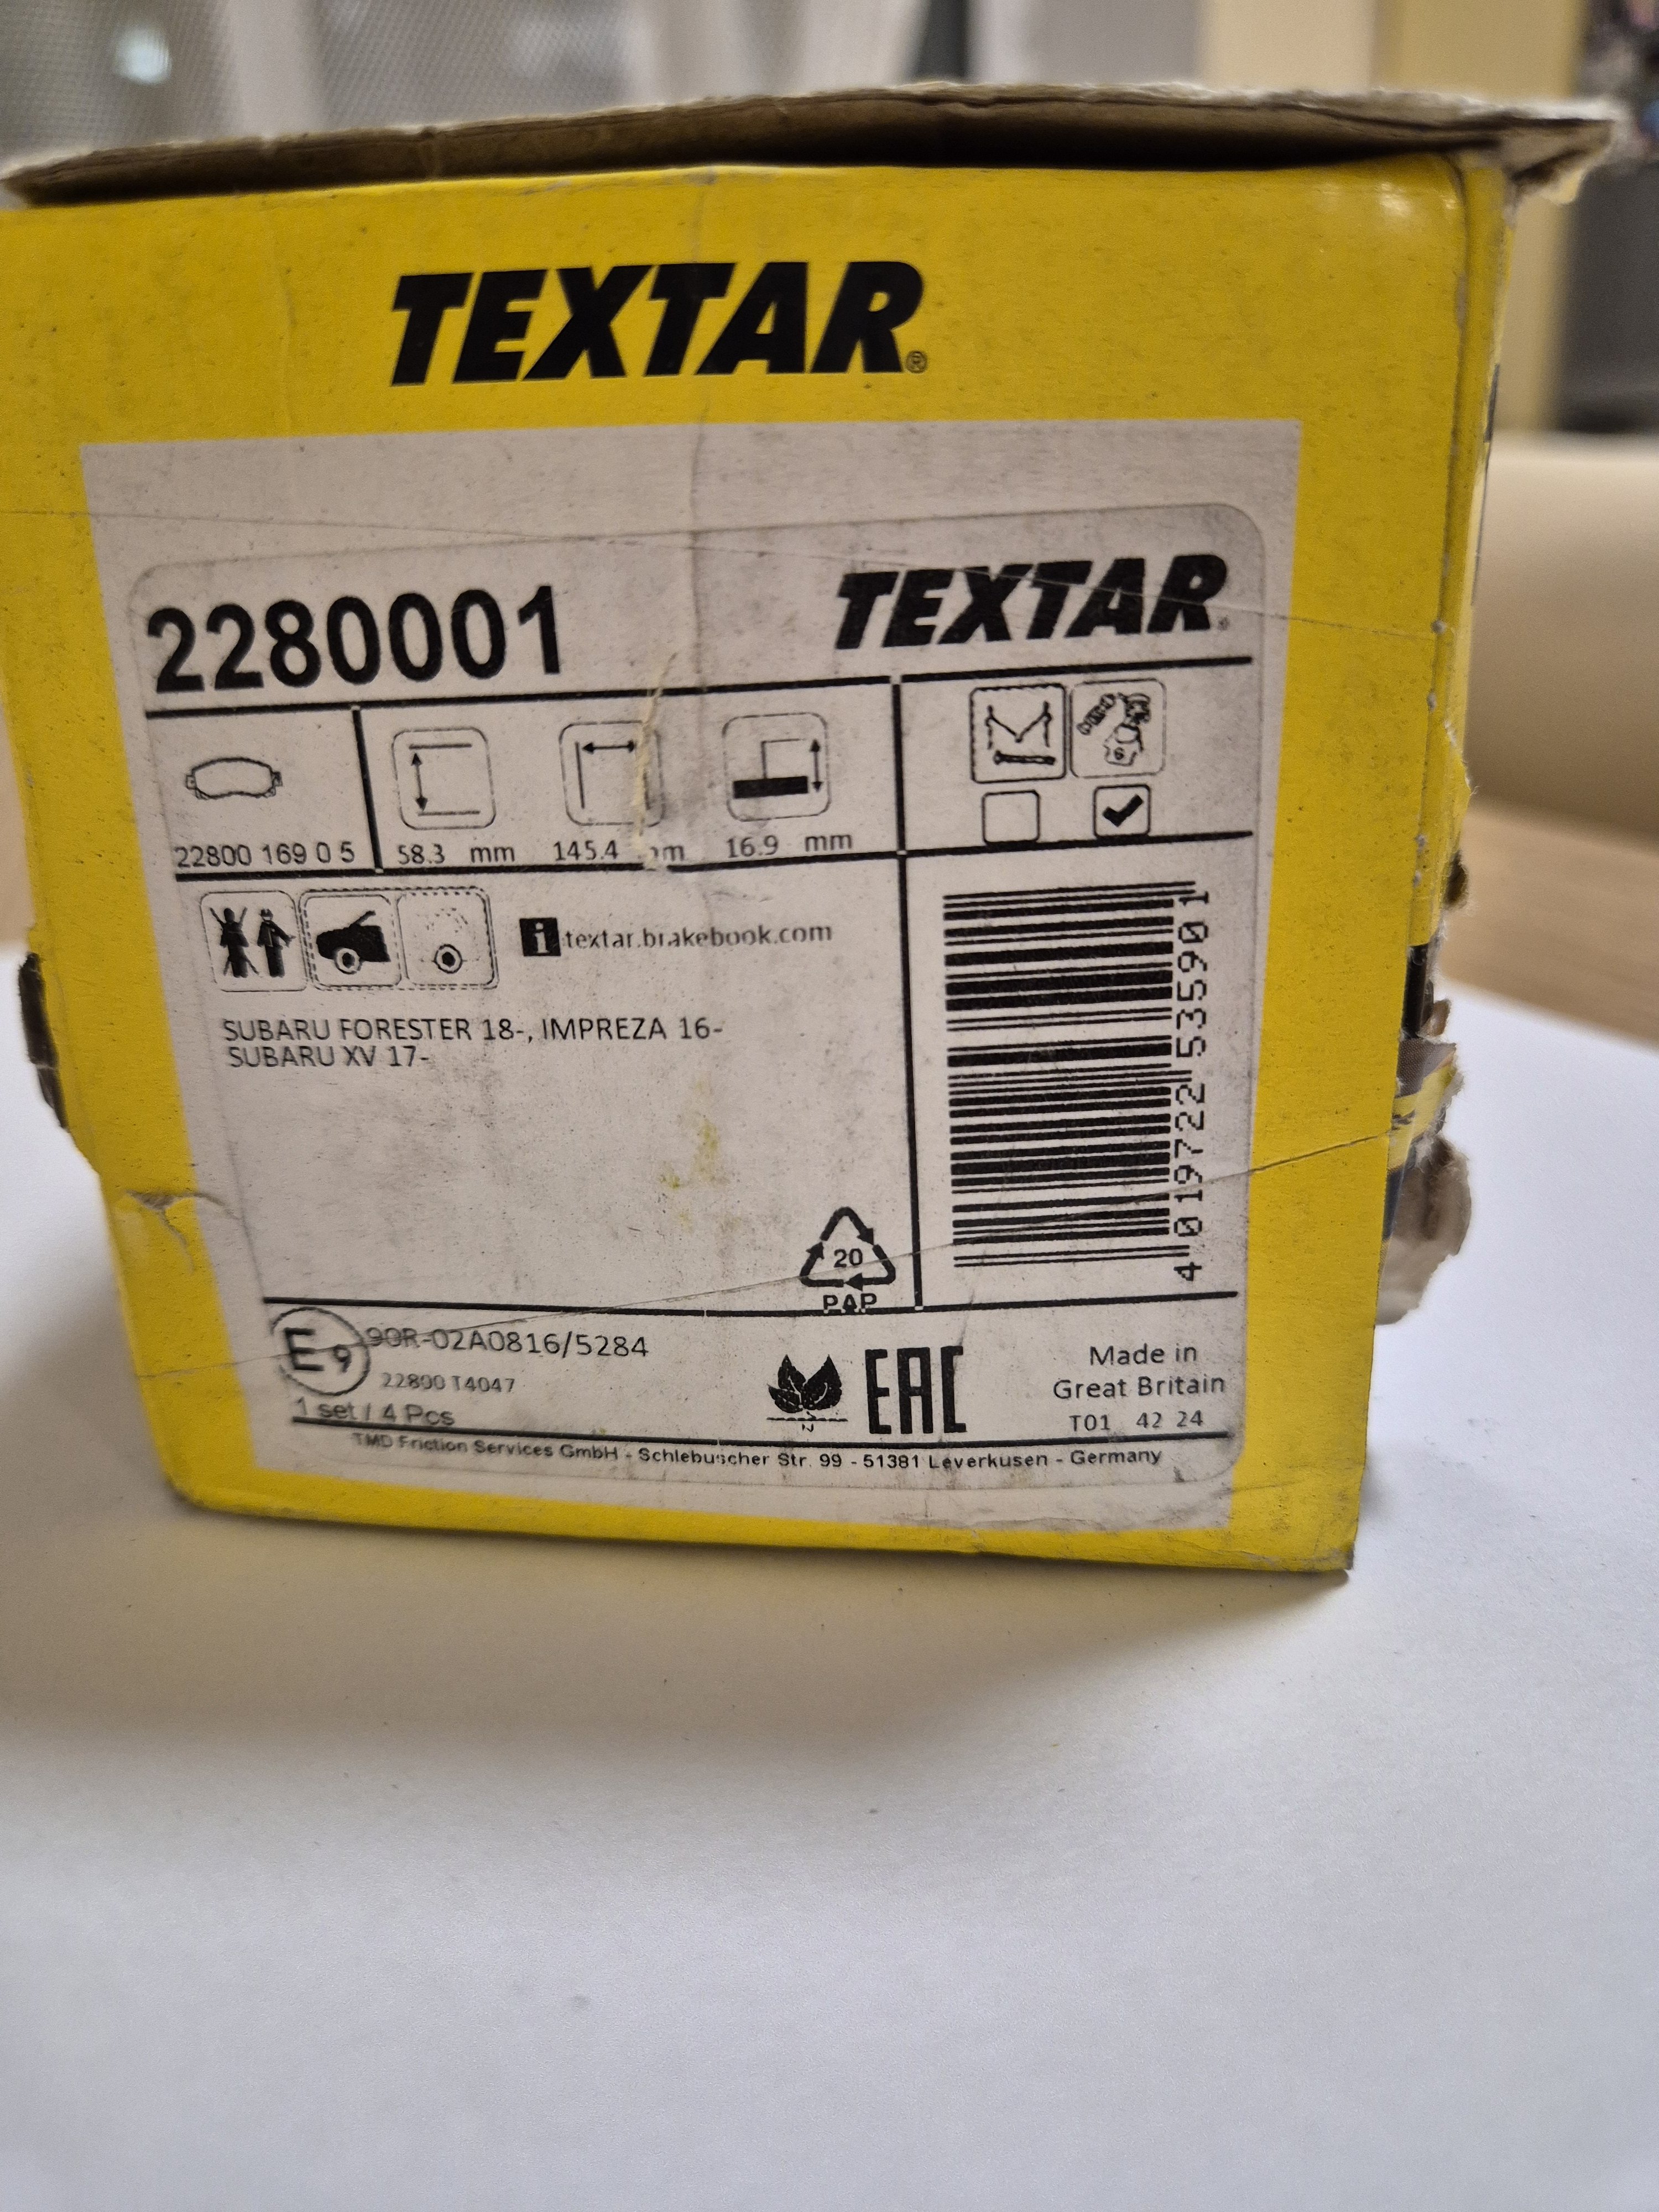 TEXTAR®
2280001
TEXTAR®
6
22800 169 0 5
58.3 mm
145.4
16.9 mm
i textar.brakebook.com
SUBARU FORESTER 18-, IMPREZA 16-
SUBARU XV 17-
4 019722 535901
20
PAP
E9 90R-02A0816/5284
22800 T4047
1 set / 4 Pcs
EAC
Made in
Great Britain
T01 42 24
TMD Friction Services GmbH - Schlebuscher Str. 99 - 51381 Leverkusen - Germany